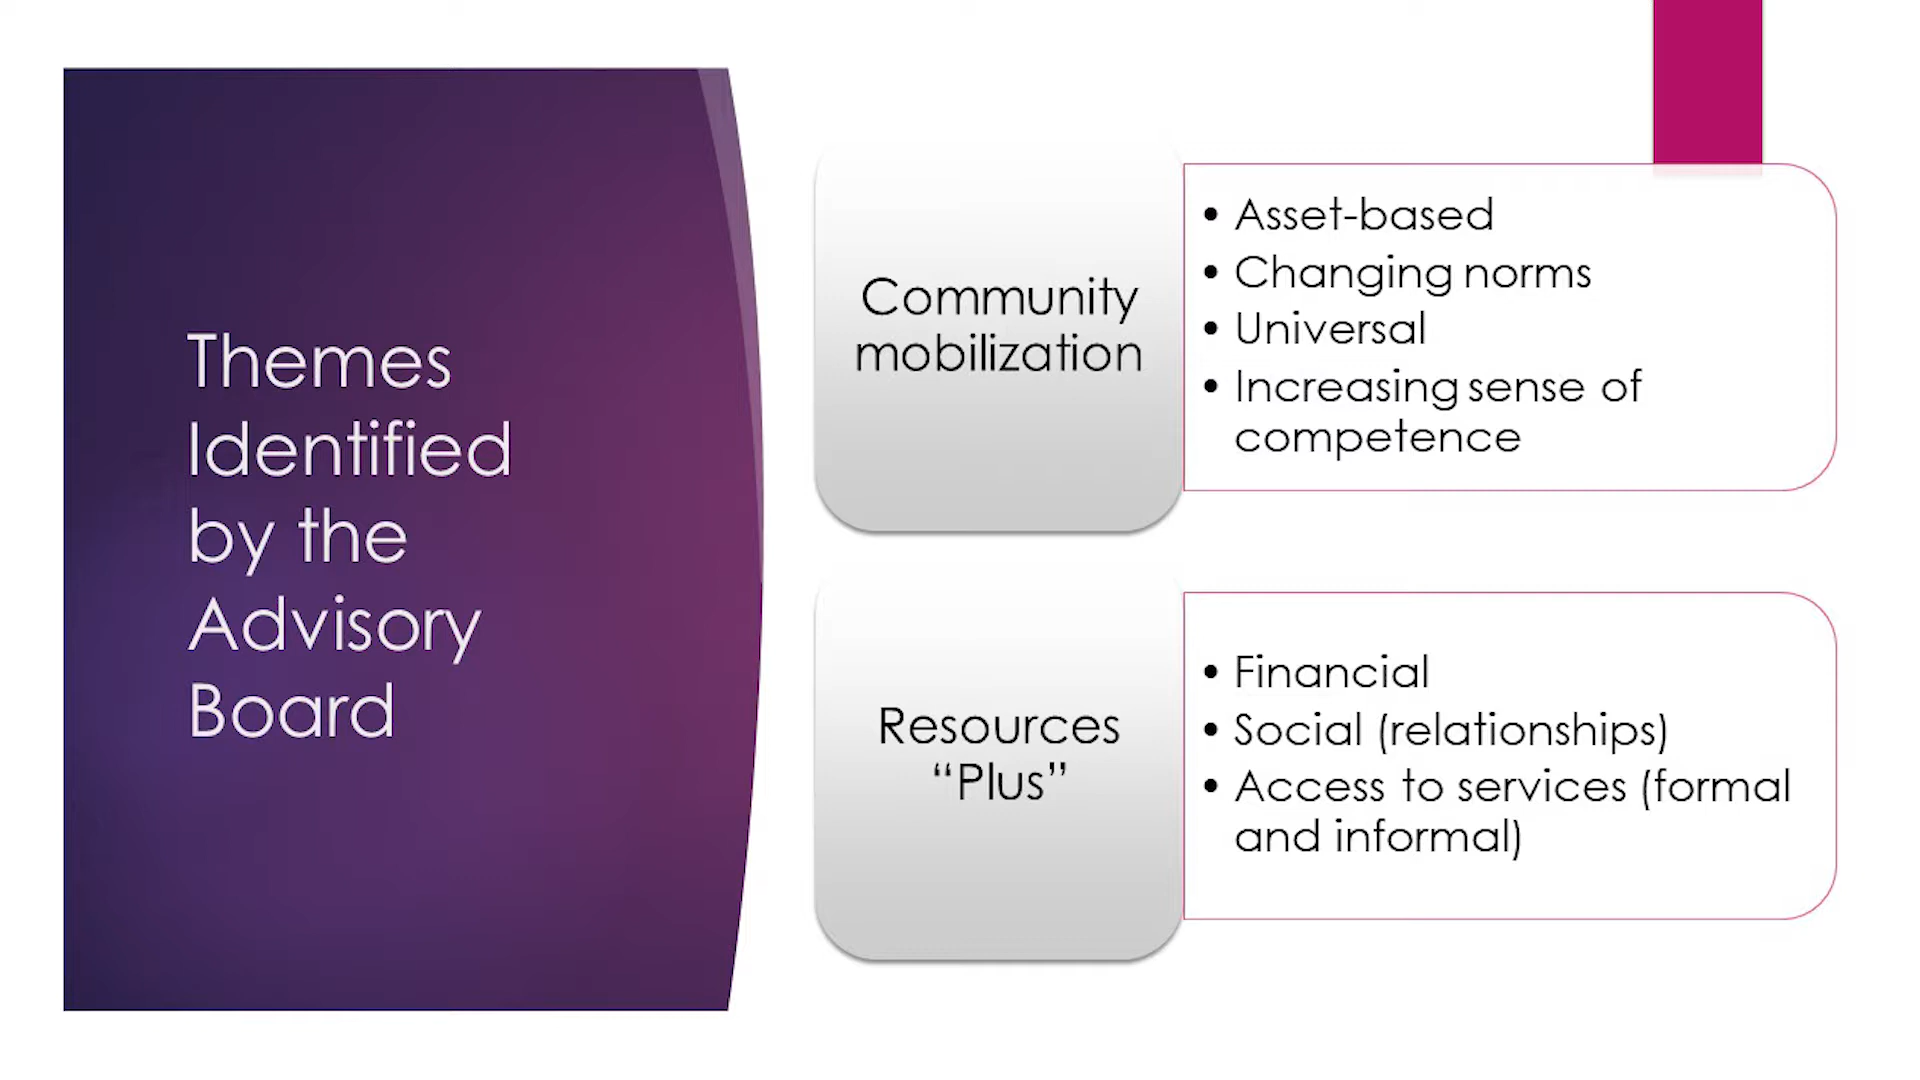 Themes
Identified
by the
Advisory
Board
Community
mobilization
• Asset-based
• Changing norms
• Universal
• Increasing sense of
competence
Resources
“Plus”
• Financial
• Social (relationships)
• Access to services (formal
and informal)